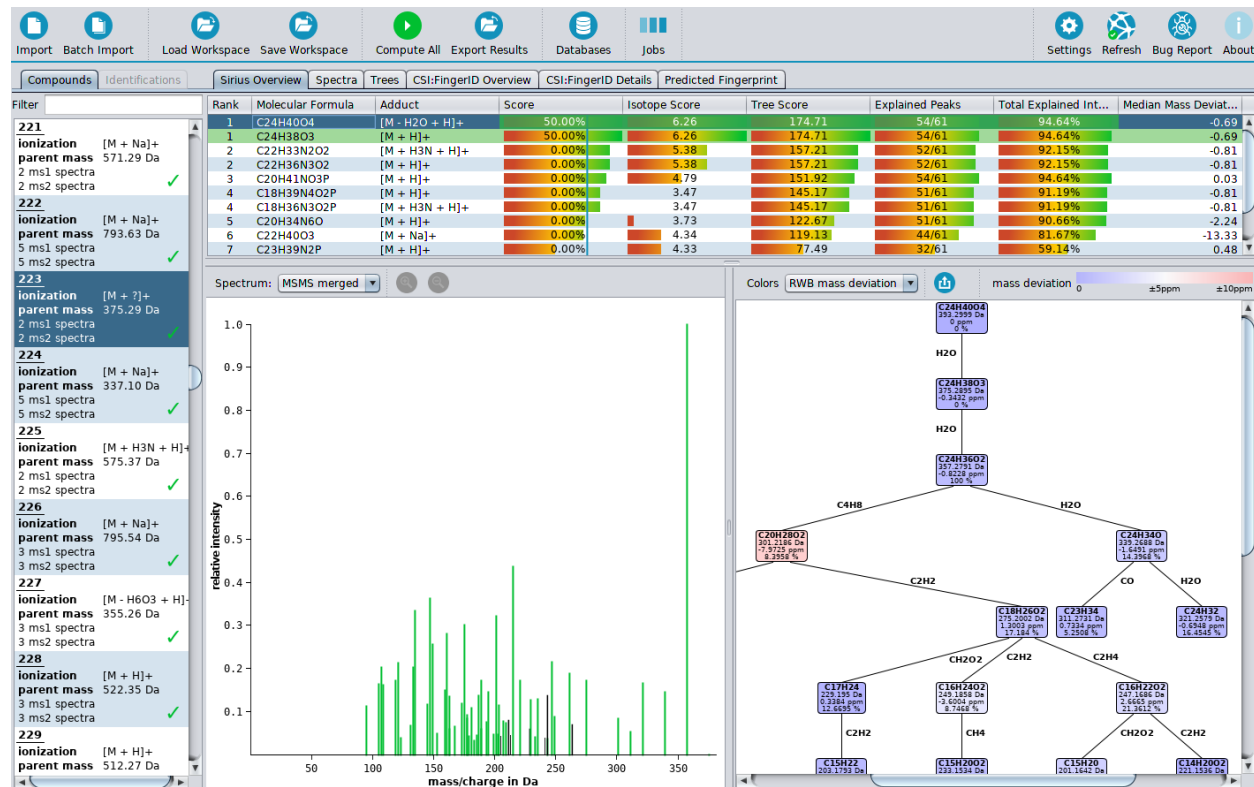 Import Batch Import Load Workspace Save Workspace Compute All Export Results Databases Jobs Settings Refresh Bug Report About
Compounds Identifications Sirius Overview Spectra Trees CSI:FingerID Overview CSI:FingerID Details Predicted Fingerprint
Filter
221
ionization [M + Na]+
parent mass 571.29 Da
2 ms1 spectra
2 ms2 spectra
222
ionization [M + Na]+
parent mass 793.63 Da
5 ms1 spectra
5 ms2 spectra
223
ionization [M + ?]+
parent mass 375.29 Da
2 ms1 spectra
2 ms2 spectra
224
ionization [M + Na]+
parent mass 337.10 Da
5 ms1 spectra
5 ms2 spectra
225
ionization [M + H3N + H]+
parent mass 575.37 Da
2 ms1 spectra
2 ms2 spectra
226
ionization [M + Na]+
parent mass 795.54 Da
3 ms1 spectra
3 ms2 spectra
227
ionization [M - H6O3 + H]-
parent mass 355.26 Da
3 ms1 spectra
3 ms2 spectra
228
ionization [M + H]+
parent mass 522.35 Da
3 ms1 spectra
3 ms2 spectra
229
ionization [M + H]+
parent mass 512.27 Da
2 ms1 spectra
Rank Molecular Formula Adduct Score Isotope Score Tree Score Explained Peaks Total Explained Int... Median Mass Deviat...
1 C24H40O4 [M - H2O + H]+ 50.00% 6.26 174.71 54/61 94.64% -0.69
1 C24H38O3 [M + H]+ 50.00% 6.26 174.71 54/61 94.64% -0.69
2 C22H33N2O2 [M + H3N + H]+ 0.00% 5.38 157.21 52/61 92.15% -0.81
2 C22H36N3O2 [M + H]+ 0.00% 5.38 157.21 52/61 92.15% -0.81
3 C20H41NO3P [M + H]+ 0.00% 4.79 151.92 54/61 94.64% 0.03
4 C18H39N4O2P [M + H]+ 0.00% 3.47 145.17 51/61 91.19% -0.81
4 C18H36N3O2P [M + H3N + H]+ 0.00% 3.47 145.17 51/61 91.19% -0.81
5 C20H34N6O [M + H]+ 0.00% 3.73 122.67 51/61 90.66% -2.24
6 C22H40O3 [M + Na]+ 0.00% 4.34 119.13 44/61 81.67% -13.33
7 C23H39N2P [M + H]+ 0.00% 4.33 77.49 32/61 59.14% 0.48
Spectrum: MSMS merged
1.0
0.9
0.8
0.7
0.6
0.5
0.4
0.3
0.2
0.1
relative intensity
50 100 150 200 250 300 350
mass/charge in Da
Colors RWB mass deviation mass deviation 0 ±5ppm ±10ppm
C24H40O4
393.2999 Da
0 ppm
0 %
H2O
C24H38O3
375.2895 Da
-0.3432 ppm
0 %
H2O
C24H36O2
357.2791 Da
-0.8228 ppm
100 %
C4H8 H2O
C20H28O2
301.2186 Da
-7.9725 ppm
8.3958 %
C24H34O
339.2688 Da
-1.6491 ppm
14.3968 %
C2H2 CO H2O
C18H26O2
275.2002 Da
1.3003 ppm
17.184 %
C23H34
311.2731 Da
0.7334 ppm
5.2508 %
C24H32
321.2579 Da
-0.6948 ppm
16.4545 %
CH2O2 C2H2 C2H4
C17H24
229.195 Da
0.3384 ppm
12.6695 %
C16H24O2
249.1858 Da
-3.6004 ppm
8.7468 %
C16H22O2
247.1686 Da
2.6665 ppm
21.3612 %
C2H2 CH4 CH2O2 C2H2
C15H22
203.1793 Da
C15H20O2
233.1534 Da
C15H20
201.1642 Da
C14H20O2
221.1536 Da